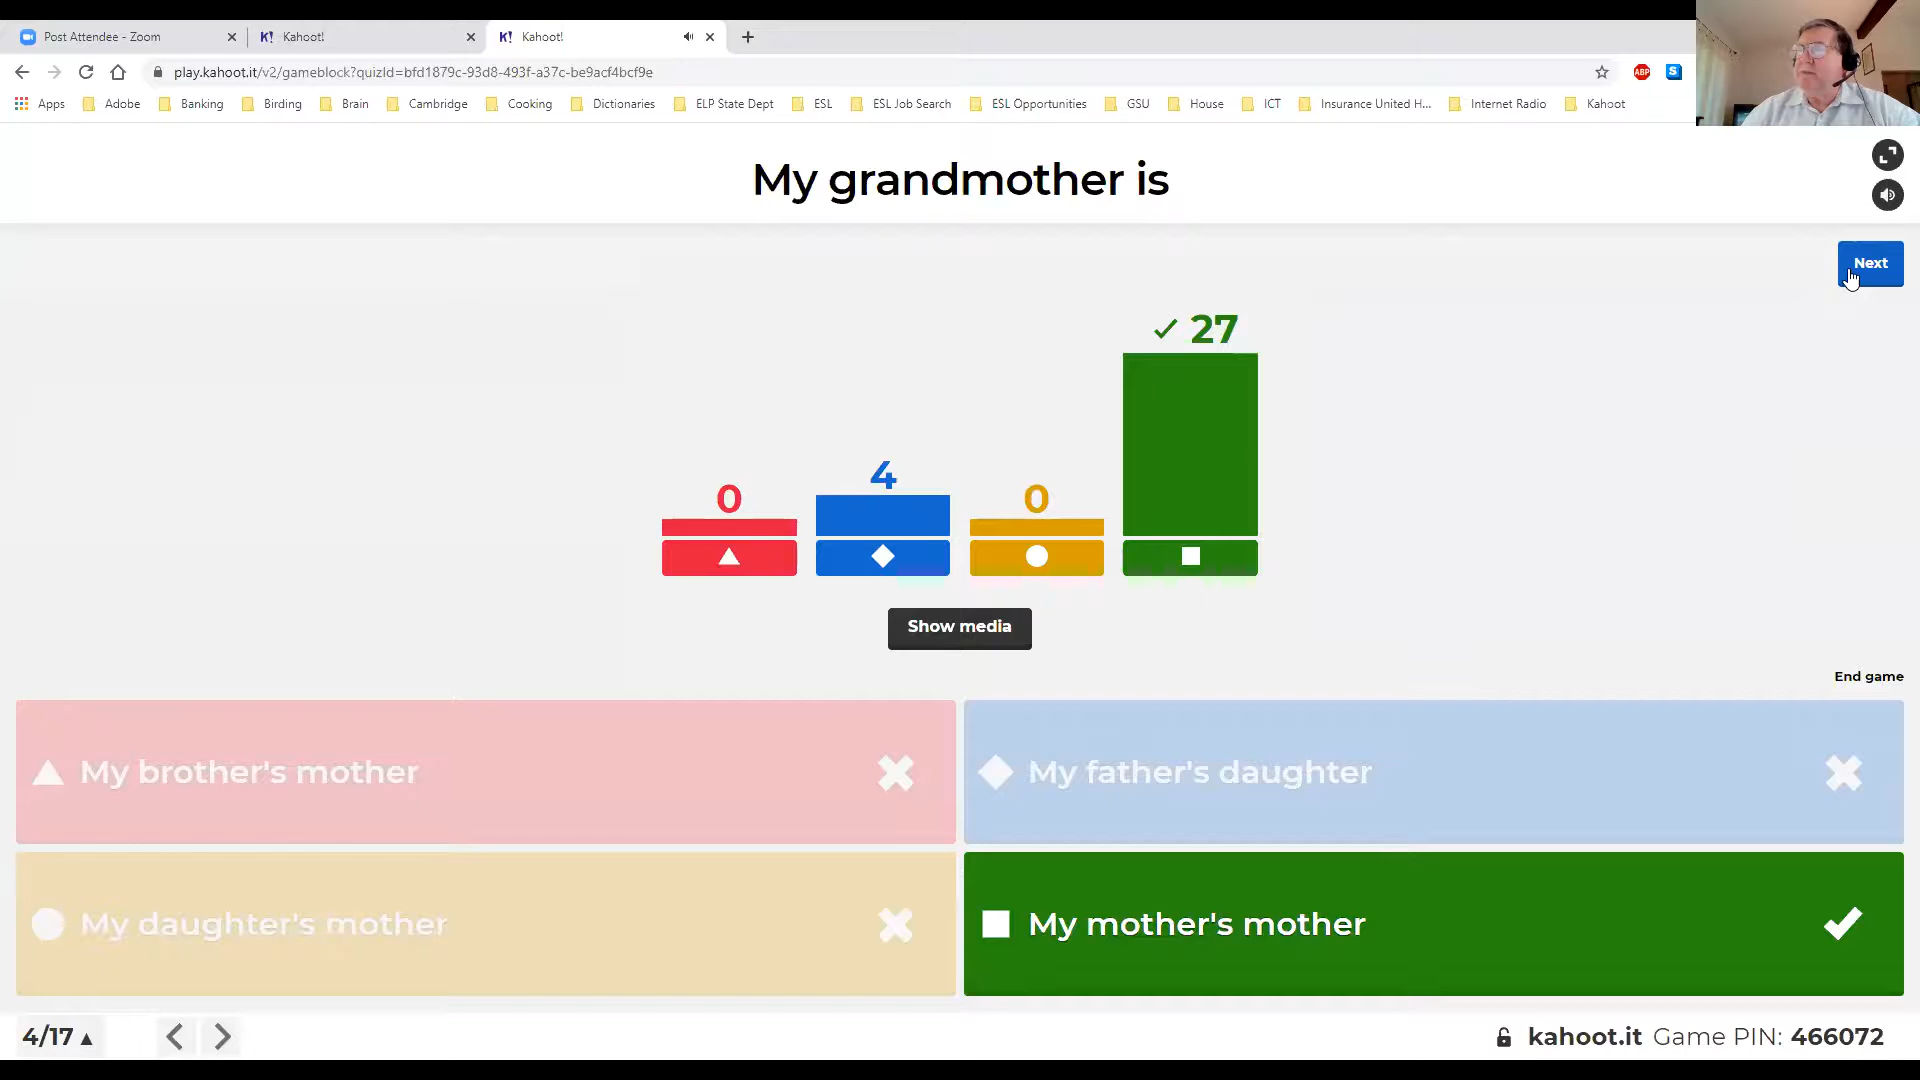 Post Attendee - Zoom
K! Kahoot!
K! Kahoot!
play.kahoot.it/v2/gameblock?quizId=bfd1879c-93d8-493f-a37c-be9acf4bcf9e
ABP
S
Apps Adobe Banking Birding Brain Cambridge Cooking Dictionaries ELP State Dept ESL ESL Job Search ESL Opportunities GSU House ICT Insurance United H... Internet Radio Kahoot
My grandmother is
Next
27
4
0
0
Show media
End game
My brother's mother
My father's daughter
My daughter's mother
My mother's mother
4/17
kahoot.it Game PIN: 466072